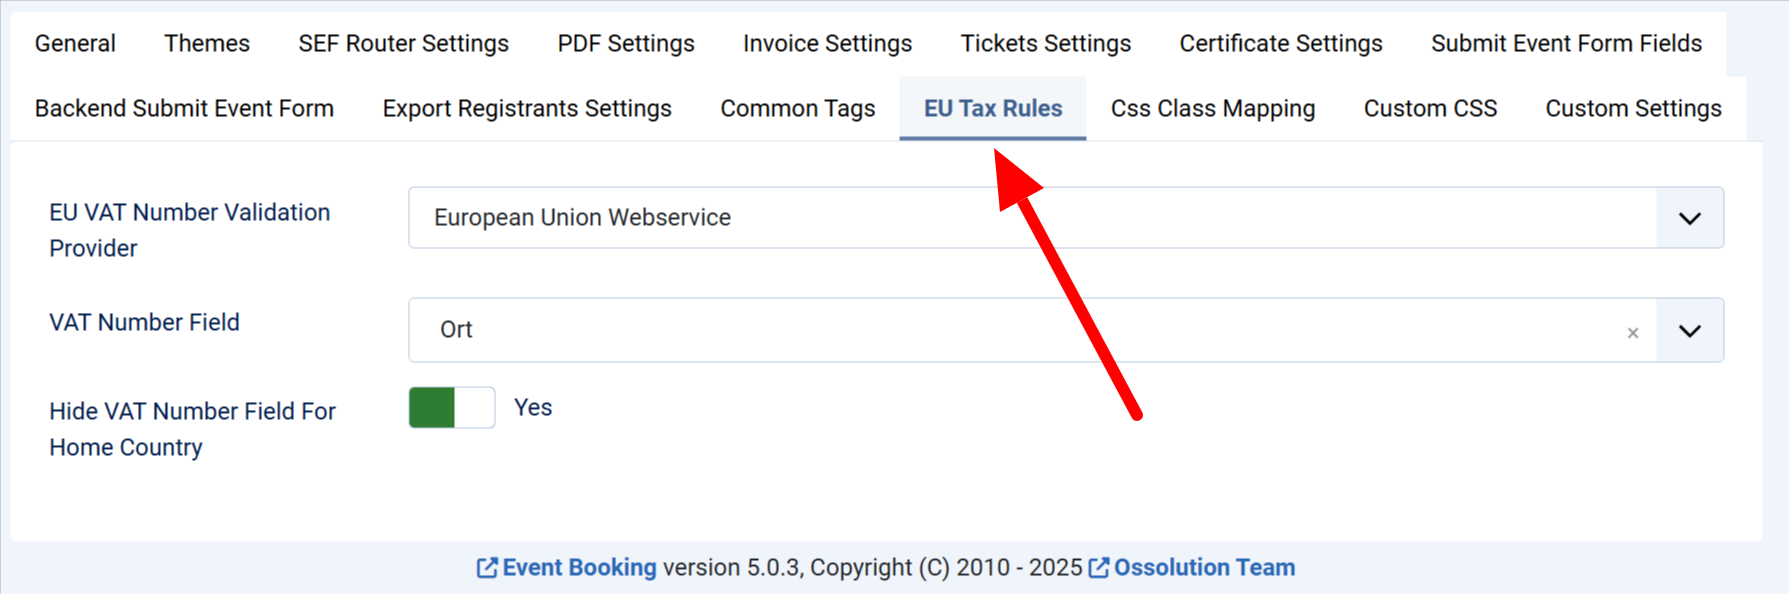 General Themes SEF Router Settings PDF Settings Invoice Settings Tickets Settings Certificate Settings Submit Event Form Fields
Backend Submit Event Form Export Registrants Settings Common Tags EU Tax Rules Css Class Mapping Custom CSS Custom Settings
EU VAT Number Validation
Provider
European Union Webservice
VAT Number Field
Ort ×
Hide VAT Number Field For
Home Country
Yes
Event Booking version 5.0.3, Copyright (C) 2010 - 2025 Ossolution Team